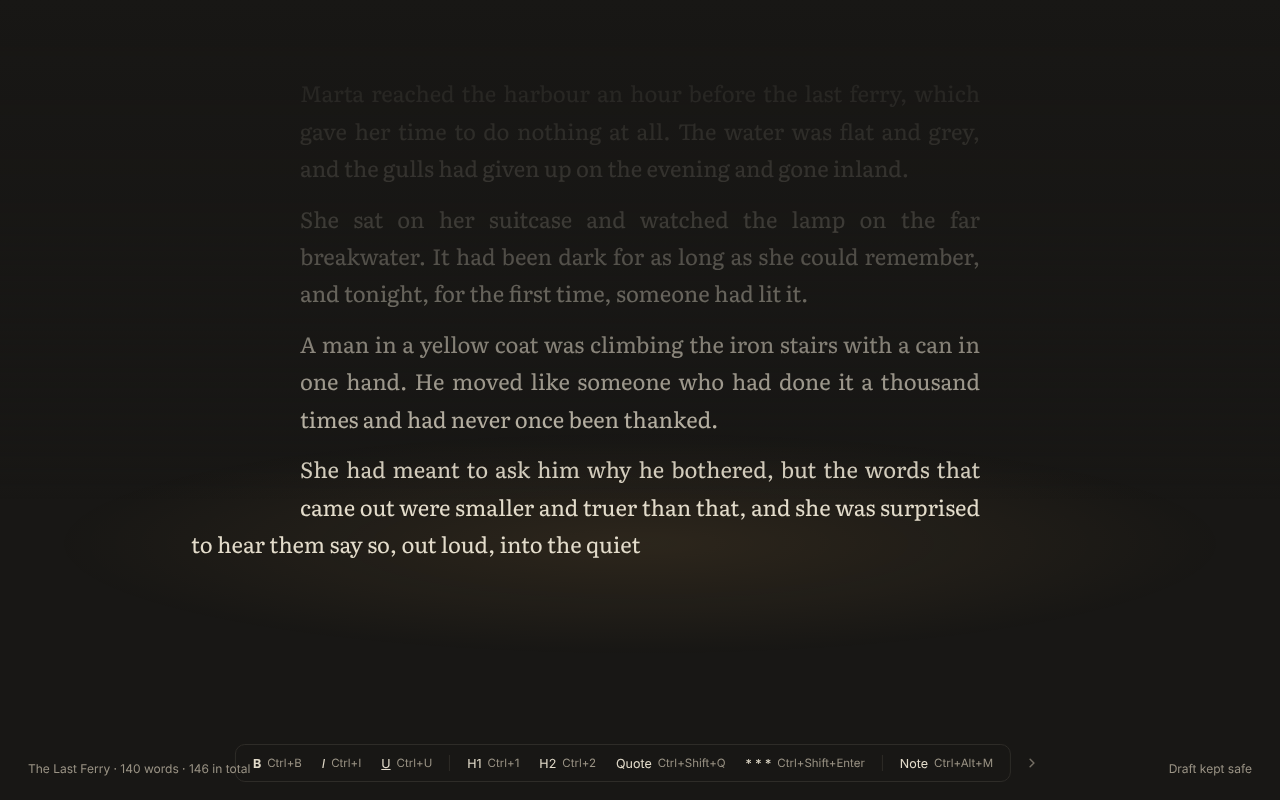 Marta reached the harbour an hour before the last ferry, which
gave her time to do nothing at all. The water was flat and grey,
and the gulls had given up on the evening and gone inland.
She sat on her suitcase and watched the lamp on the far
breakwater. It had been dark for as long as she could remember,
and tonight, for the first time, someone had lit it.
A man in a yellow coat was climbing the iron stairs with a can in
one hand. He moved like someone who had done it a thousand
times and had never once been thanked.
She had meant to ask him why he bothered, but the words that
came out were smaller and truer than that, and she was surprised
to hear them say so, out loud, into the quiet
The Last Ferry · 140 words · 146 in total
B Ctrl+B I Ctrl+I U Ctrl+U H1 Ctrl+1 H2 Ctrl+2 Quote Ctrl+Shift+Q * * * Ctrl+Shift+Enter Note Ctrl+Alt+M
Draft kept safe